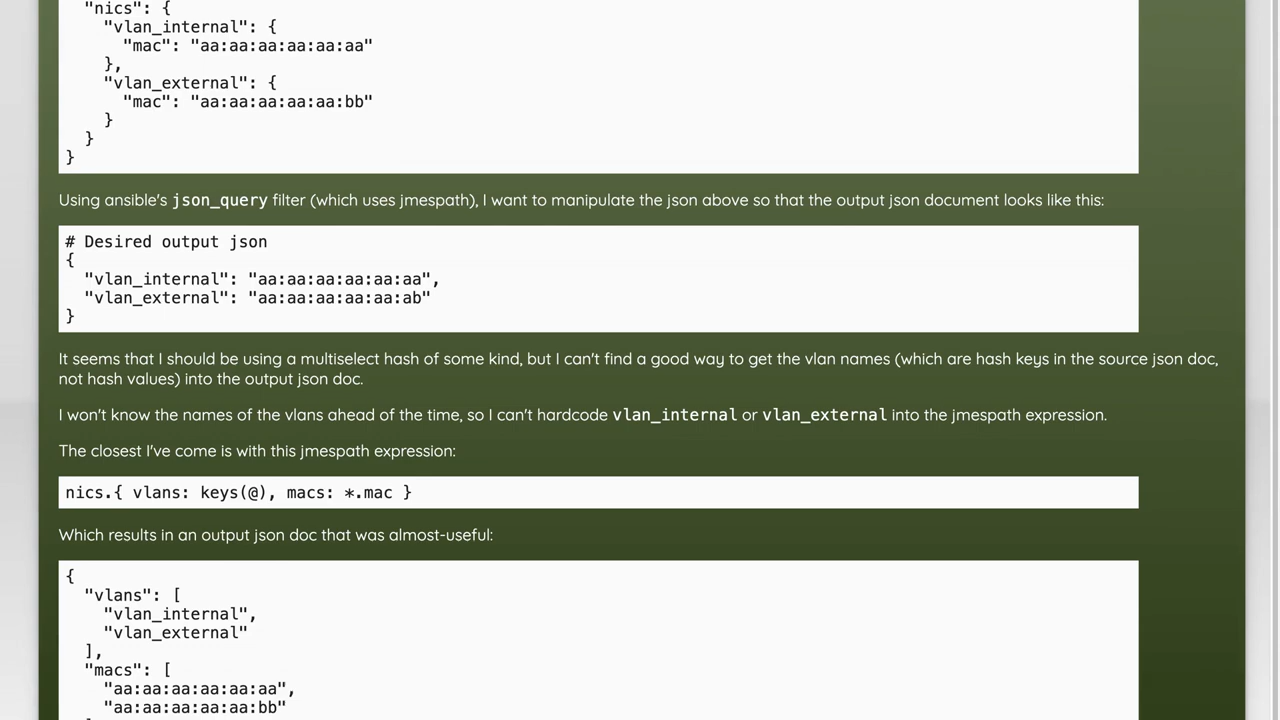 "nics": {
"vlan_internal": {
"mac": "aa:aa:aa:aa:aa:aa"
},
"vlan_external": {
"mac": "aa:aa:aa:aa:aa:bb"
}
}
}
Using ansible's json_query filter (which uses jmespath), I want to manipulate the json above so that the output json document looks like this:
# Desired output json
{
"vlan_internal": "aa:aa:aa:aa:aa:aa",
"vlan_external": "aa:aa:aa:aa:aa:ab"
}
It seems that I should be using a multiselect hash of some kind, but I can't find a good way to get the vlan names (which are hash keys in the source json doc,
not hash values) into the output json doc.
I won't know the names of the vlans ahead of the time, so I can't hardcode vlan_internal or vlan_external into the jmespath expression.
The closest I've come is with this jmespath expression:
nics.{ vlans: keys(@), macs: *.mac }
Which results in an output json doc that was almost-useful:
{
"vlans": [
"vlan_internal",
"vlan_external"
],
"macs": [
"aa:aa:aa:aa:aa:aa",
"aa:aa:aa:aa:aa:bb"